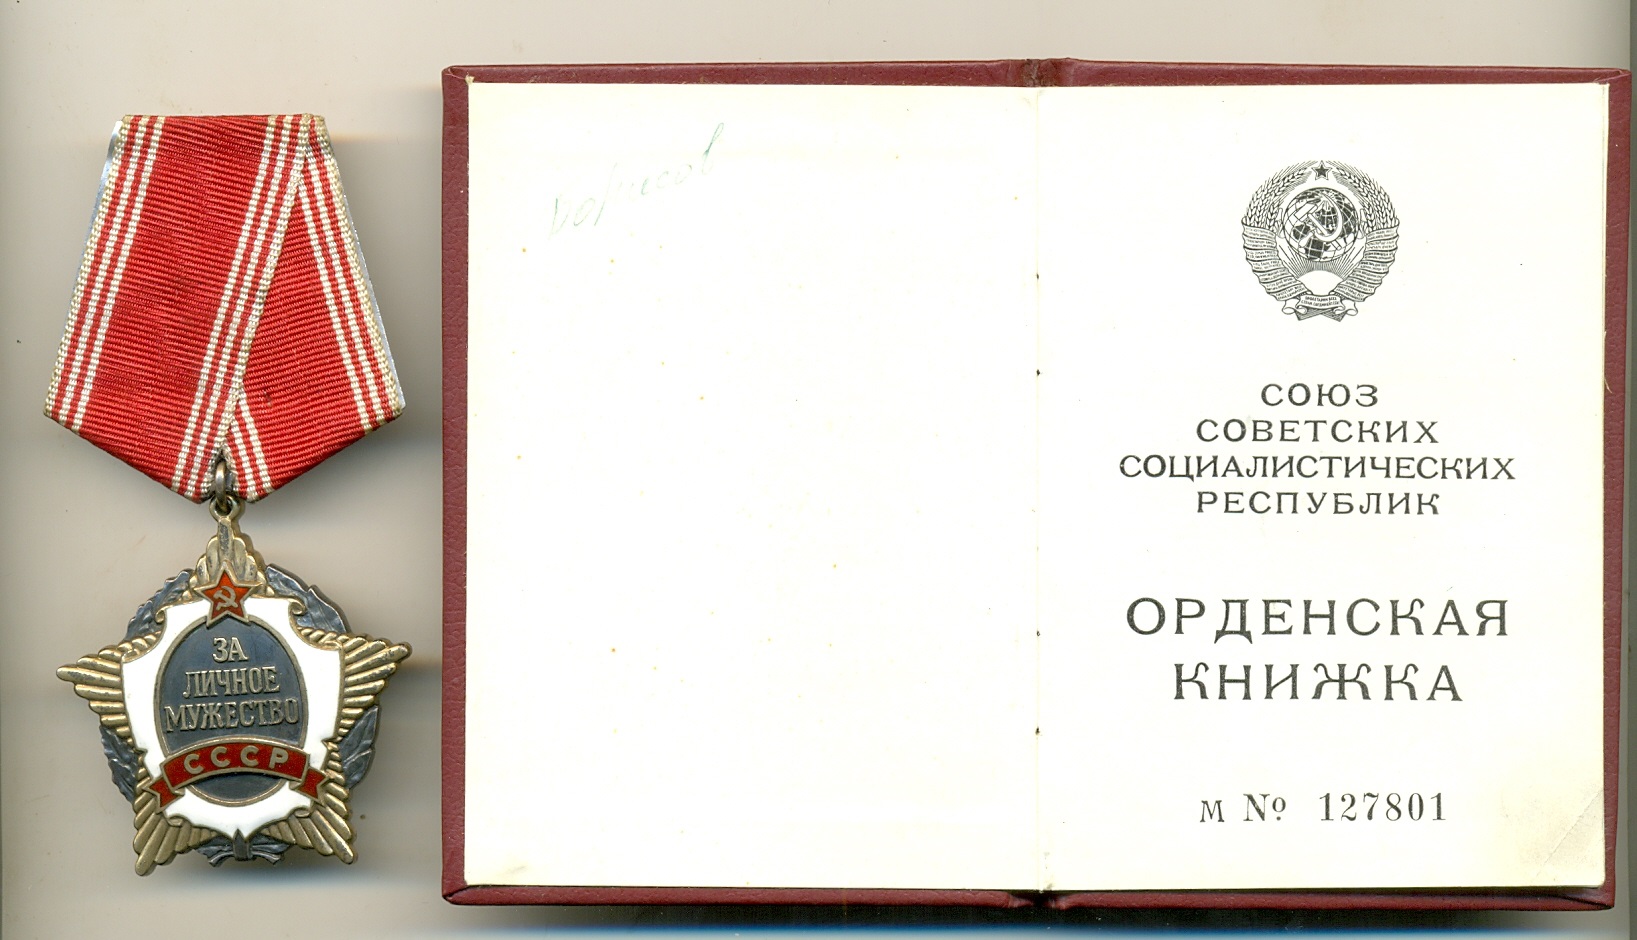 ЗА
ЛИЧНОЕ
МУЖЕСТВО
СССР
СОЮЗ
СОВЕТСКИХ
СОЦИАЛИСТИЧЕСКИХ
РЕСПУБЛИК
ОРДЕНСКАЯ
КНИЖКА
М № 127801